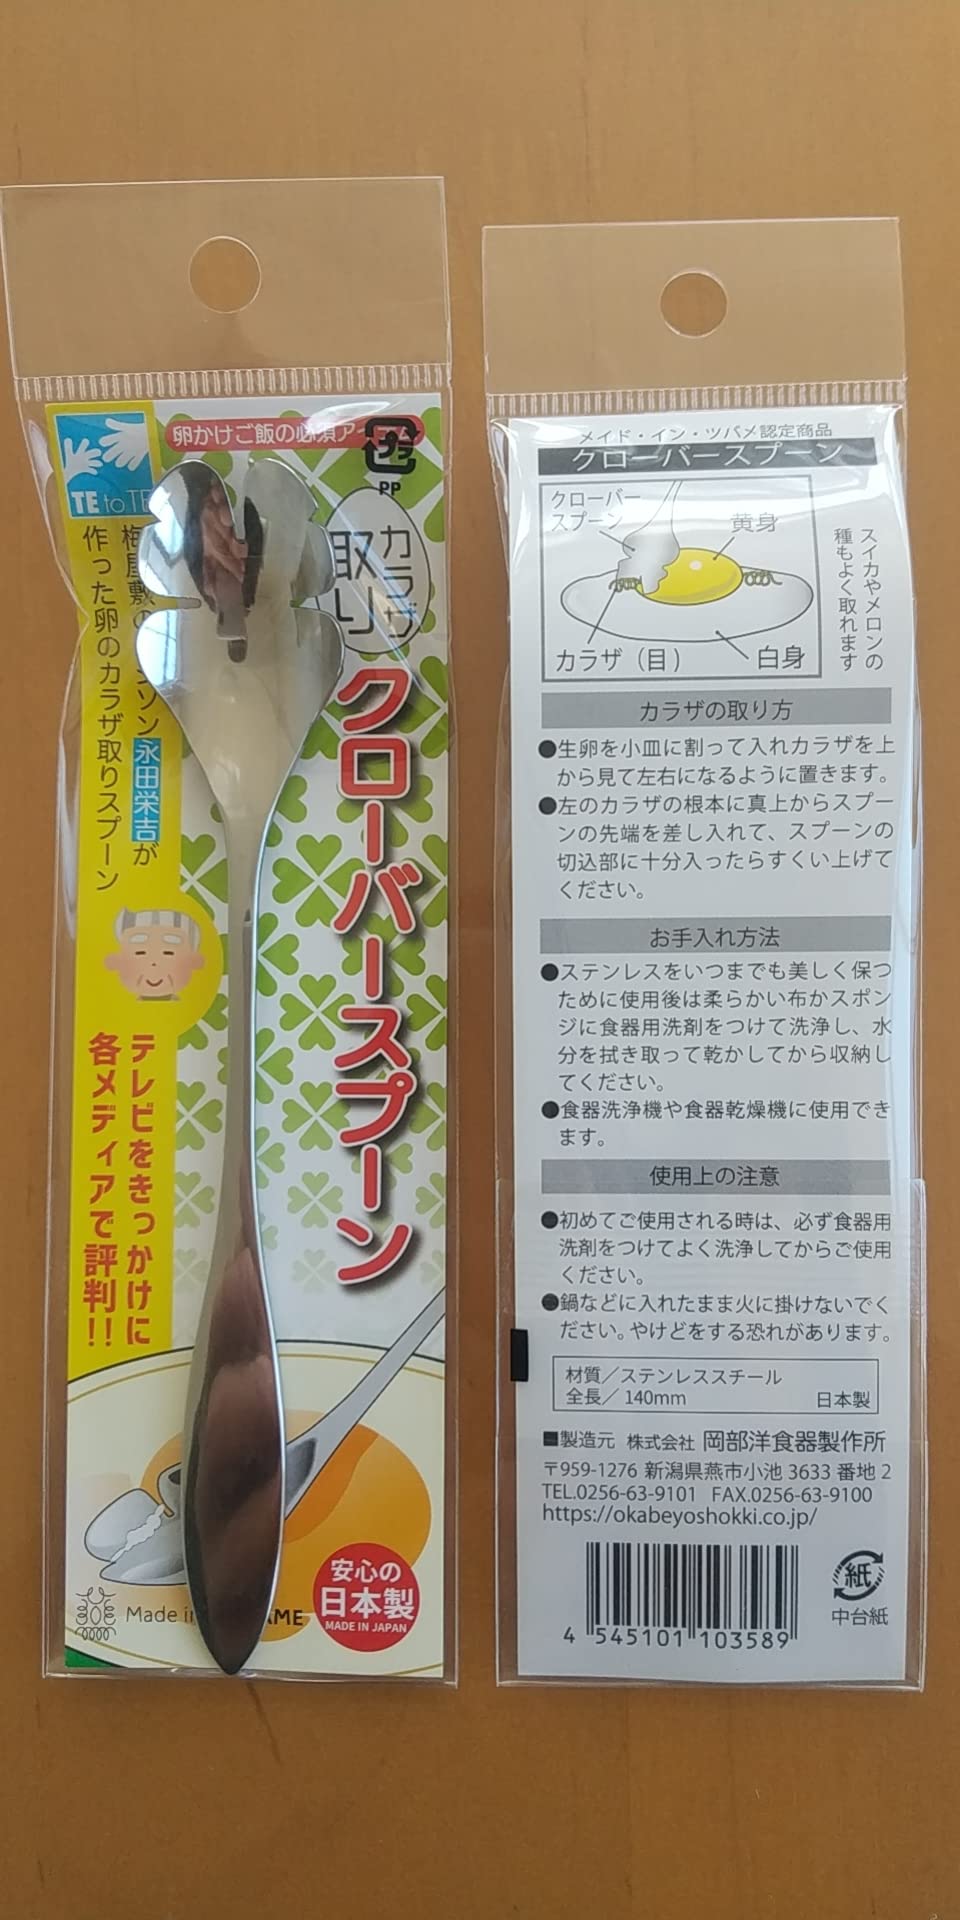 卵かけご飯の必須ア
プラ
PP
TE to TE
カラザ
取り
クローバースプーン
永田栄吉が
作った卵のカラザ取りスプーン
テレビをきっかけに
各メディアで評判!!
安心の
日本製
MADE IN JAPAN
Made in
AME
メイド・イン・ツバメ認定商品
クローバースプーン
クローバー
スプーン
黄身
カラザ(目)
白身
スイカやメロンの
種もよく取れます
カラザの取り方
●生卵を小皿に割って入れカラザを上
から見て左右になるように置きます。
●左のカラザの根本に真上からスプー
ンの先端を差し入れて、スプーンの
切込部に十分入ったらすくい上げて
ください。
お手入れ方法
●ステンレスをいつまでも美しく保つ
ために使用後は柔らかい布かスポン
ジに食器用洗剤をつけて洗浄し、水
分を拭き取って乾かしてから収納し
てください。
●食器洗浄機や食器乾燥機に使用でき
ます。
使用上の注意
●初めてご使用される時は、必ず食器用
洗剤をつけてよく洗浄してからご使用
ください。
●鍋などに入れたまま火に掛けないでく
ださい。やけどをする恐れがあります。
材質／ステンレススチール
全長／140mm 日本製
■製造元 株式会社 岡部洋食器製作所
〒959-1276 新潟県燕市小池 3633 番地 2
TEL.0256-63-9101 FAX.0256-63-9100
https://okabeyoshokki.co.jp/
4 545101 103589
紙
中台紙